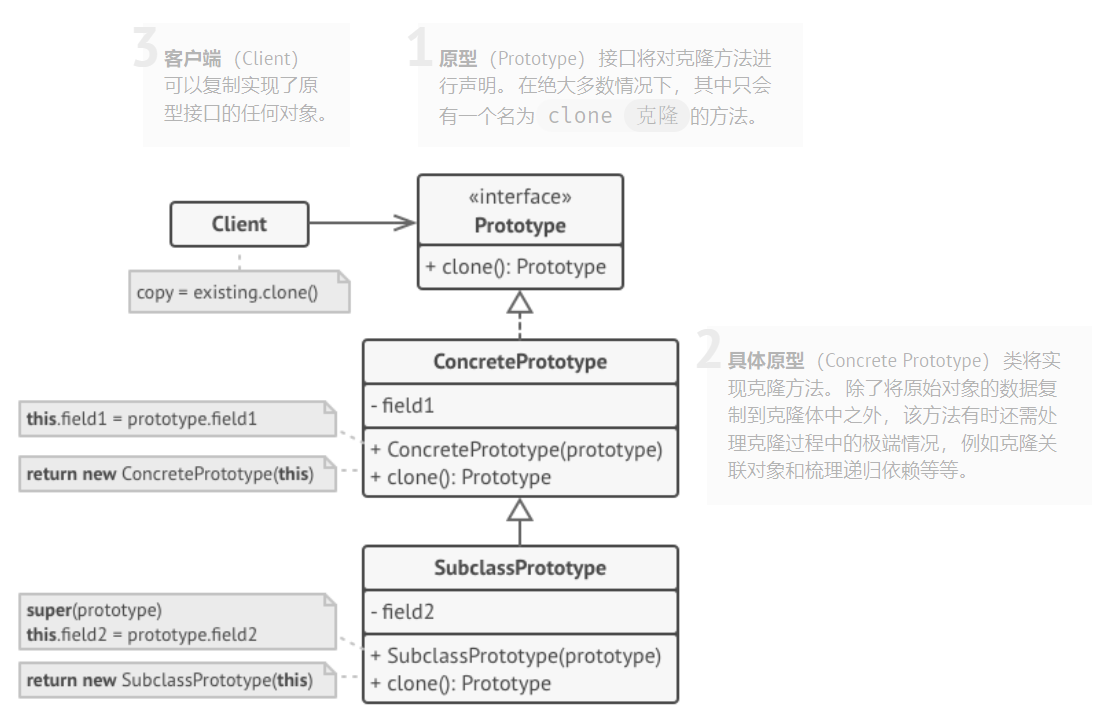 3 客户端（Client）
可以复制实现了原
型接口的任何对象。
1 原型（Prototype）接口将对克隆方法进
行声明。在绝大多数情况下，其中只会
有一个名为 clone 克隆 的方法。
«interface»
Prototype
+ clone(): Prototype
Client
copy = existing.clone()
ConcretePrototype
- field1
+ ConcretePrototype(prototype)
+ clone(): Prototype
this.field1 = prototype.field1
return new ConcretePrototype(this)
2 具体原型（Concrete Prototype）类将实
现克隆方法。除了将原始对象的数据复
制到克隆体中之外，该方法有时还需处
理克隆过程中的极端情况，例如克隆关
联对象和梳理递归依赖等等。
SubclassPrototype
- field2
+ SubclassPrototype(prototype)
+ clone(): Prototype
super(prototype)
this.field2 = prototype.field2
return new SubclassPrototype(this)